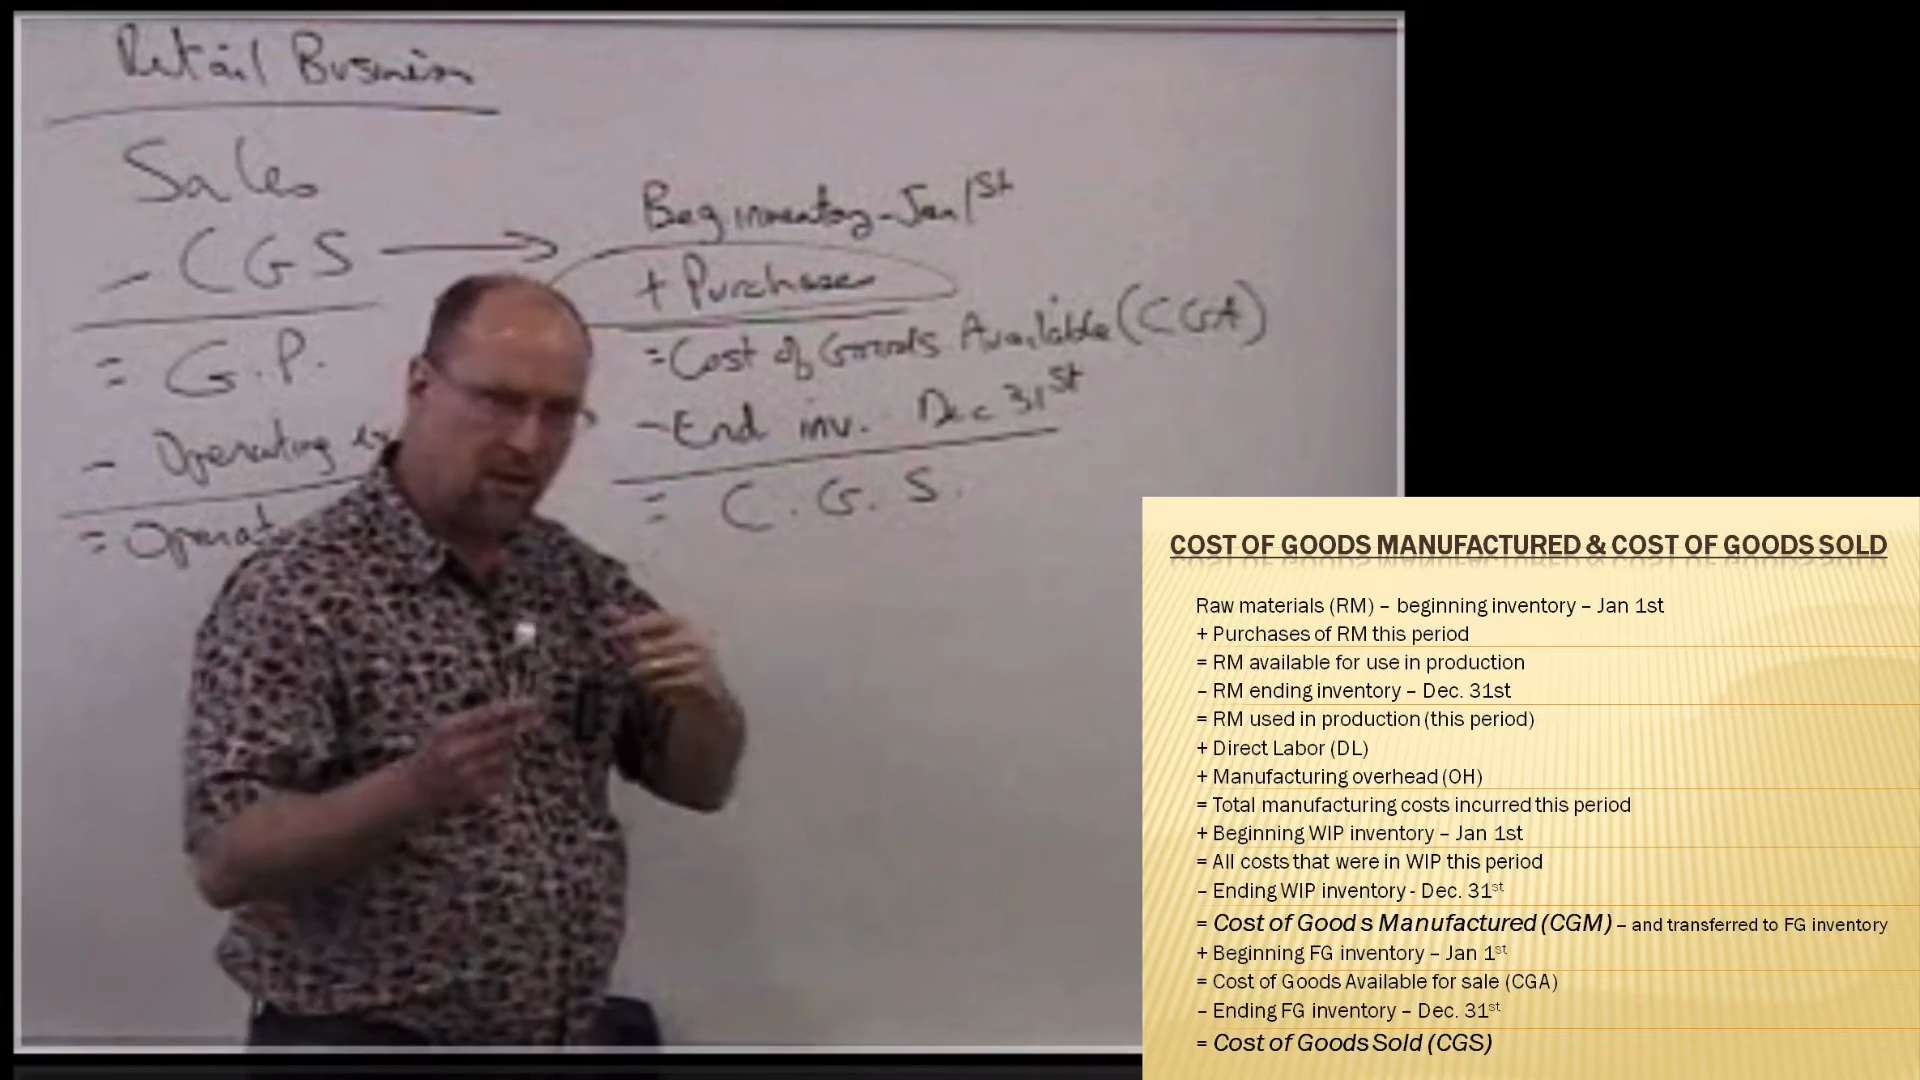 Retail Business
Sales
- CGS →
= G.P.
- Operating ex
= Operat
Beg inventory - Jan 1st
+ Purchases
= Cost of Goods Available (CGA)
- End inv. Dec 31st
= C.G.S.
COST OF GOODS MANUFACTURED & COST OF GOODS SOLD
Raw materials (RM) – beginning inventory – Jan 1st
+ Purchases of RM this period
= RM available for use in production
– RM ending inventory – Dec. 31st
= RM used in production (this period)
+ Direct Labor (DL)
+ Manufacturing overhead (OH)
= Total manufacturing costs incurred this period
+ Beginning WIP inventory – Jan 1st
= All costs that were in WIP this period
– Ending WIP inventory - Dec. 31st
= Cost of Good s Manufactured (CGM) – and transferred to FG inventory
+ Beginning FG inventory – Jan 1st
= Cost of Goods Available for sale (CGA)
– Ending FG inventory – Dec. 31st
= Cost of Goods Sold (CGS)